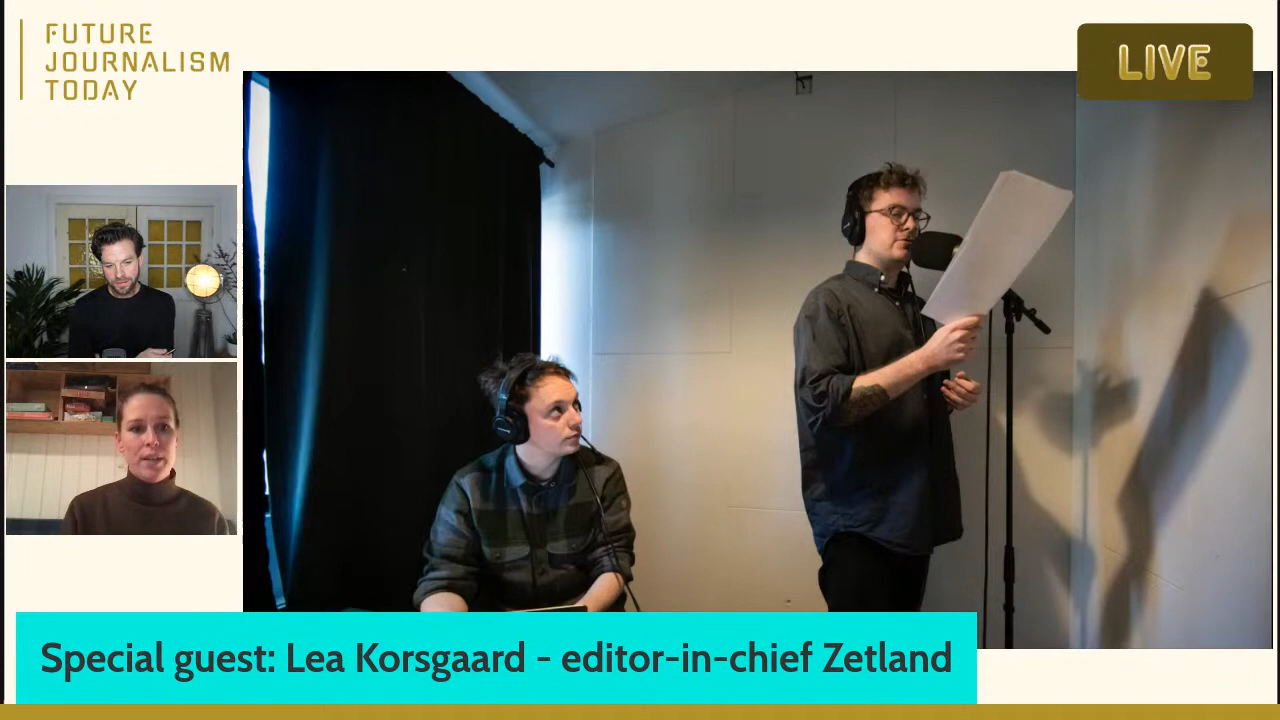 FUTURE
JOURNALISM
TODAY
LIVE
Special guest: Lea Korsgaard - editor-in-chief Zetland